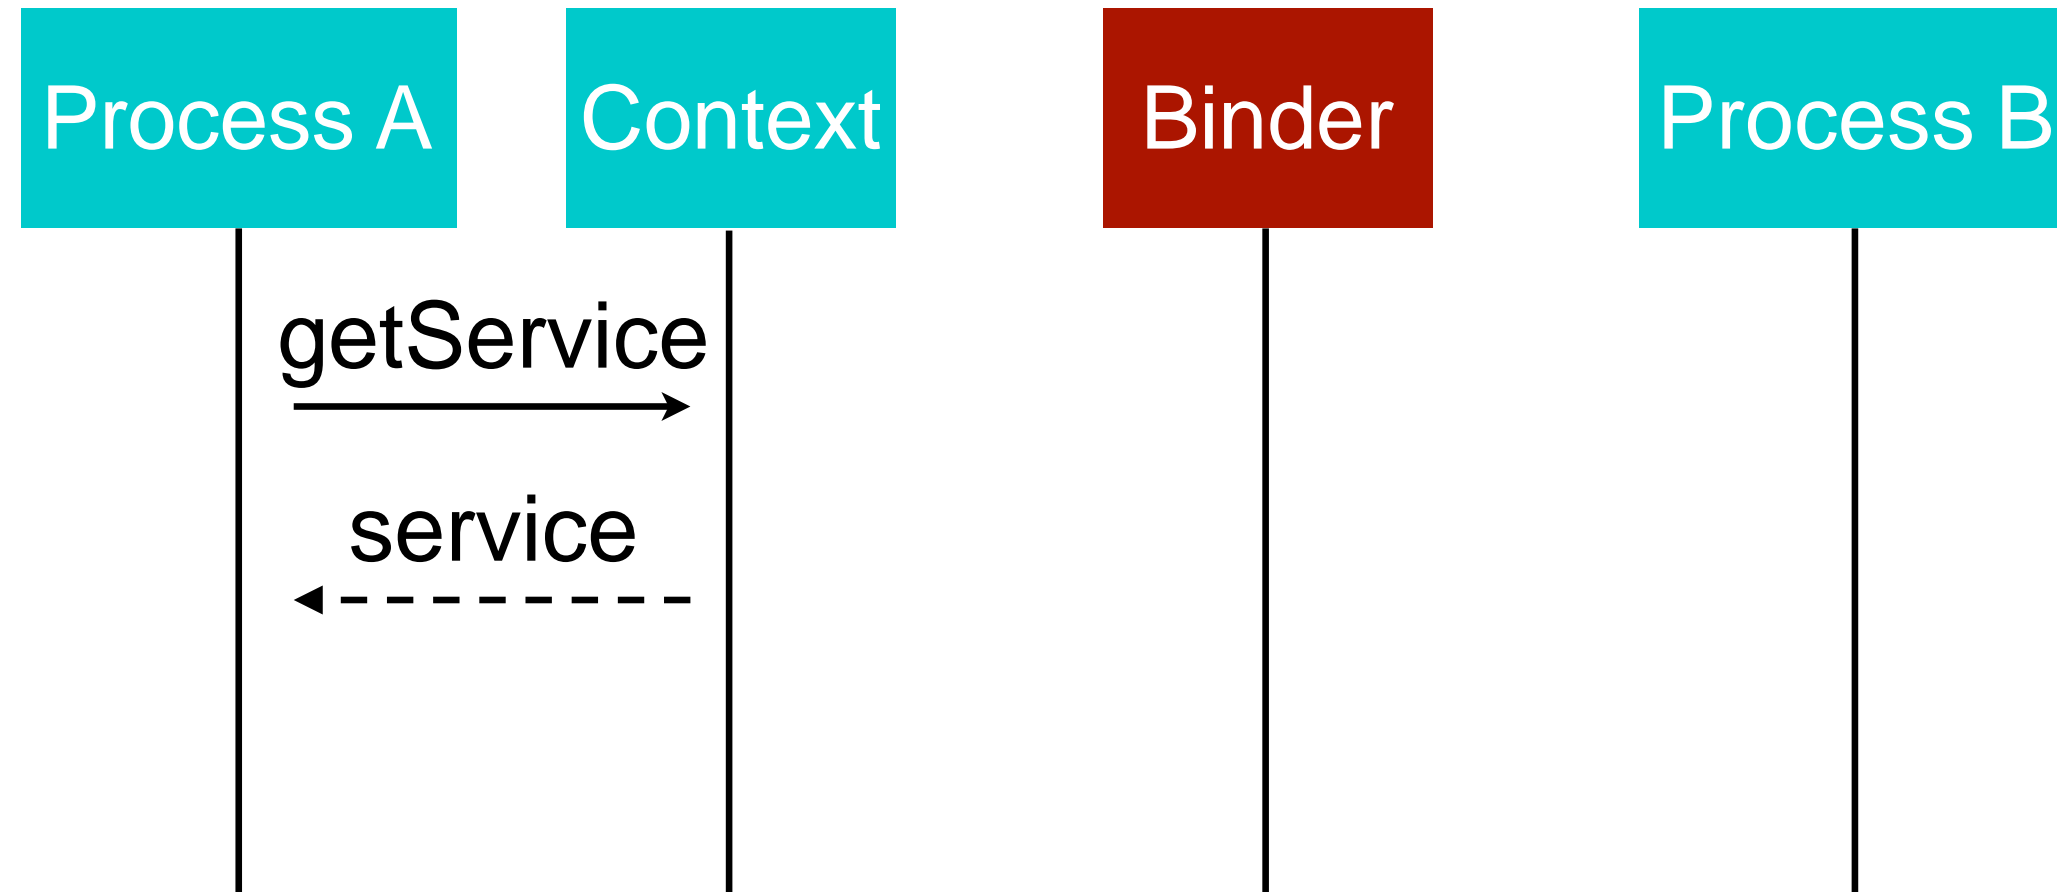 Process A
Context
Binder
Process B
getService
service